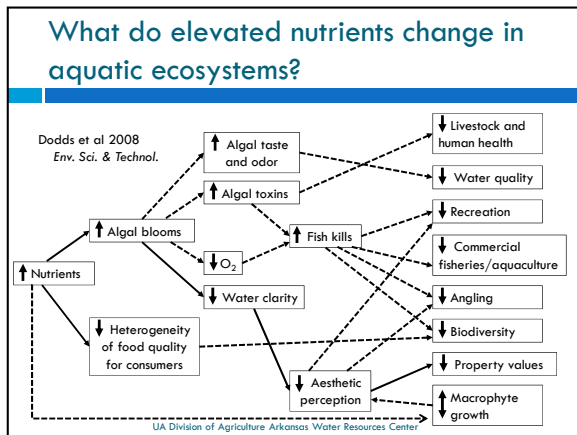 What do elevated nutrients change in
aquatic ecosystems?
Dodds et al 2008
Env. Sci. & Technol.
↑ Nutrients
↑ Algal blooms
↓ Heterogeneity
of food quality
for consumers
↑ Algal taste
and odor
↑ Algal toxins
↓ O₂
↓ Water clarity
↑ Fish kills
↓ Aesthetic
perception
↓ Livestock and
human health
↓ Water quality
↓ Recreation
↓ Commercial
fisheries/aquaculture
↓ Angling
↓ Biodiversity
↓ Property values
↑ Macrophyte
↓ growth
UA Division of Agriculture Arkansas Water Resources Center